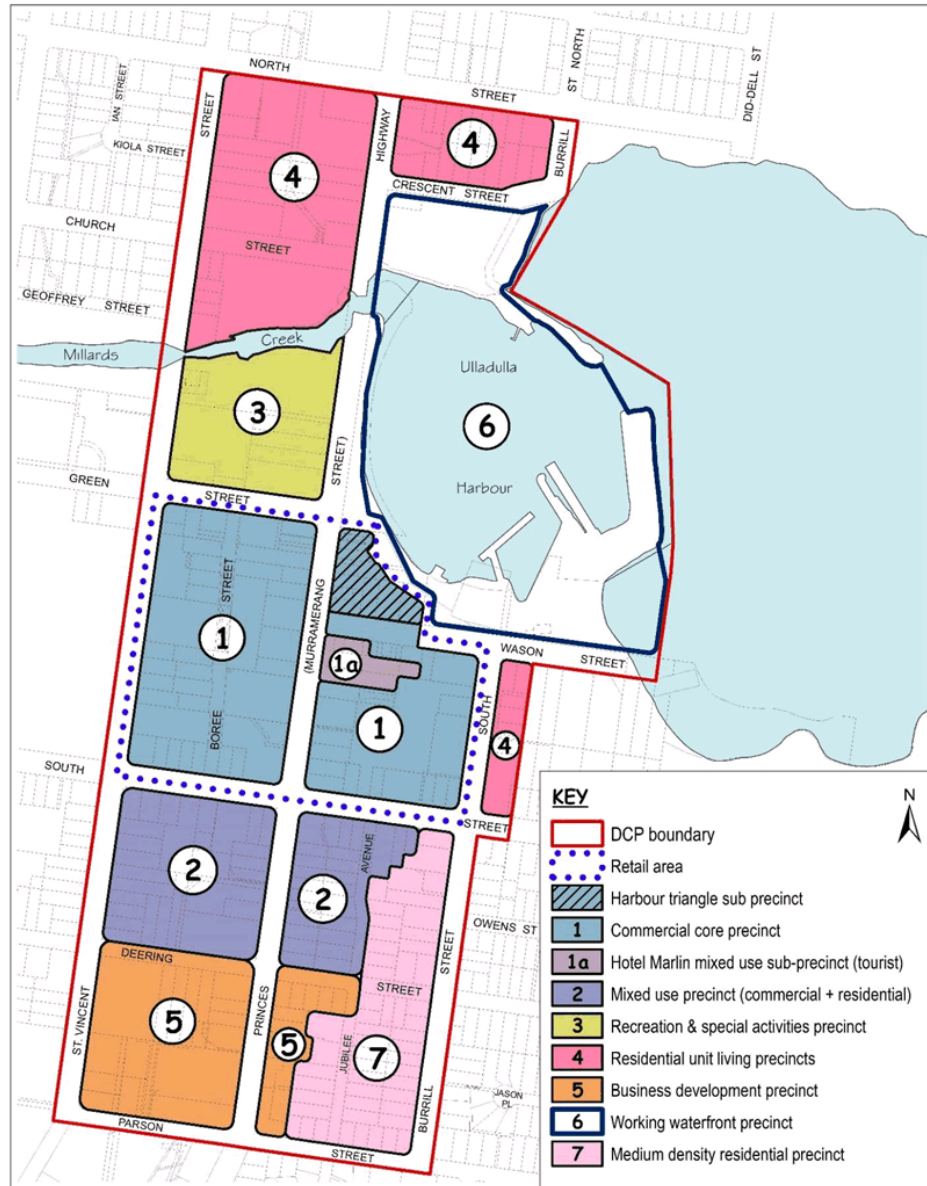 NORTH
STREET
ST NORTH
DID-DELL ST
IAN STREET
STREET
HIGHWAY
BURRILL
KIOLA STREET
4
4
CRESCENT STREET
CHURCH
STREET
GEOFFREY STREET
Millards
Creek
Ulladulla
3
6
STREET)
Harbour
GREEN
STREET
STREET
(MURRAMERANG
1
1a
WASON
STREET
1
SOUTH
4
BOREE
SOUTH
STREET
2
2
AVENUE
OWENS ST
STREET
DEERING
STREET
ST. VINCENT
PRINCES
5
5
JUBILEE
7
JASON
PL
BURRILL
PARSON
STREET
KEY
N
DCP boundary
Retail area
Harbour triangle sub precinct
1 Commercial core precinct
1a Hotel Marlin mixed use sub-precinct (tourist)
2 Mixed use precinct (commercial + residential)
3 Recreation & special activities precinct
4 Residential unit living precincts
5 Business development precinct
6 Working waterfront precinct
7 Medium density residential precinct